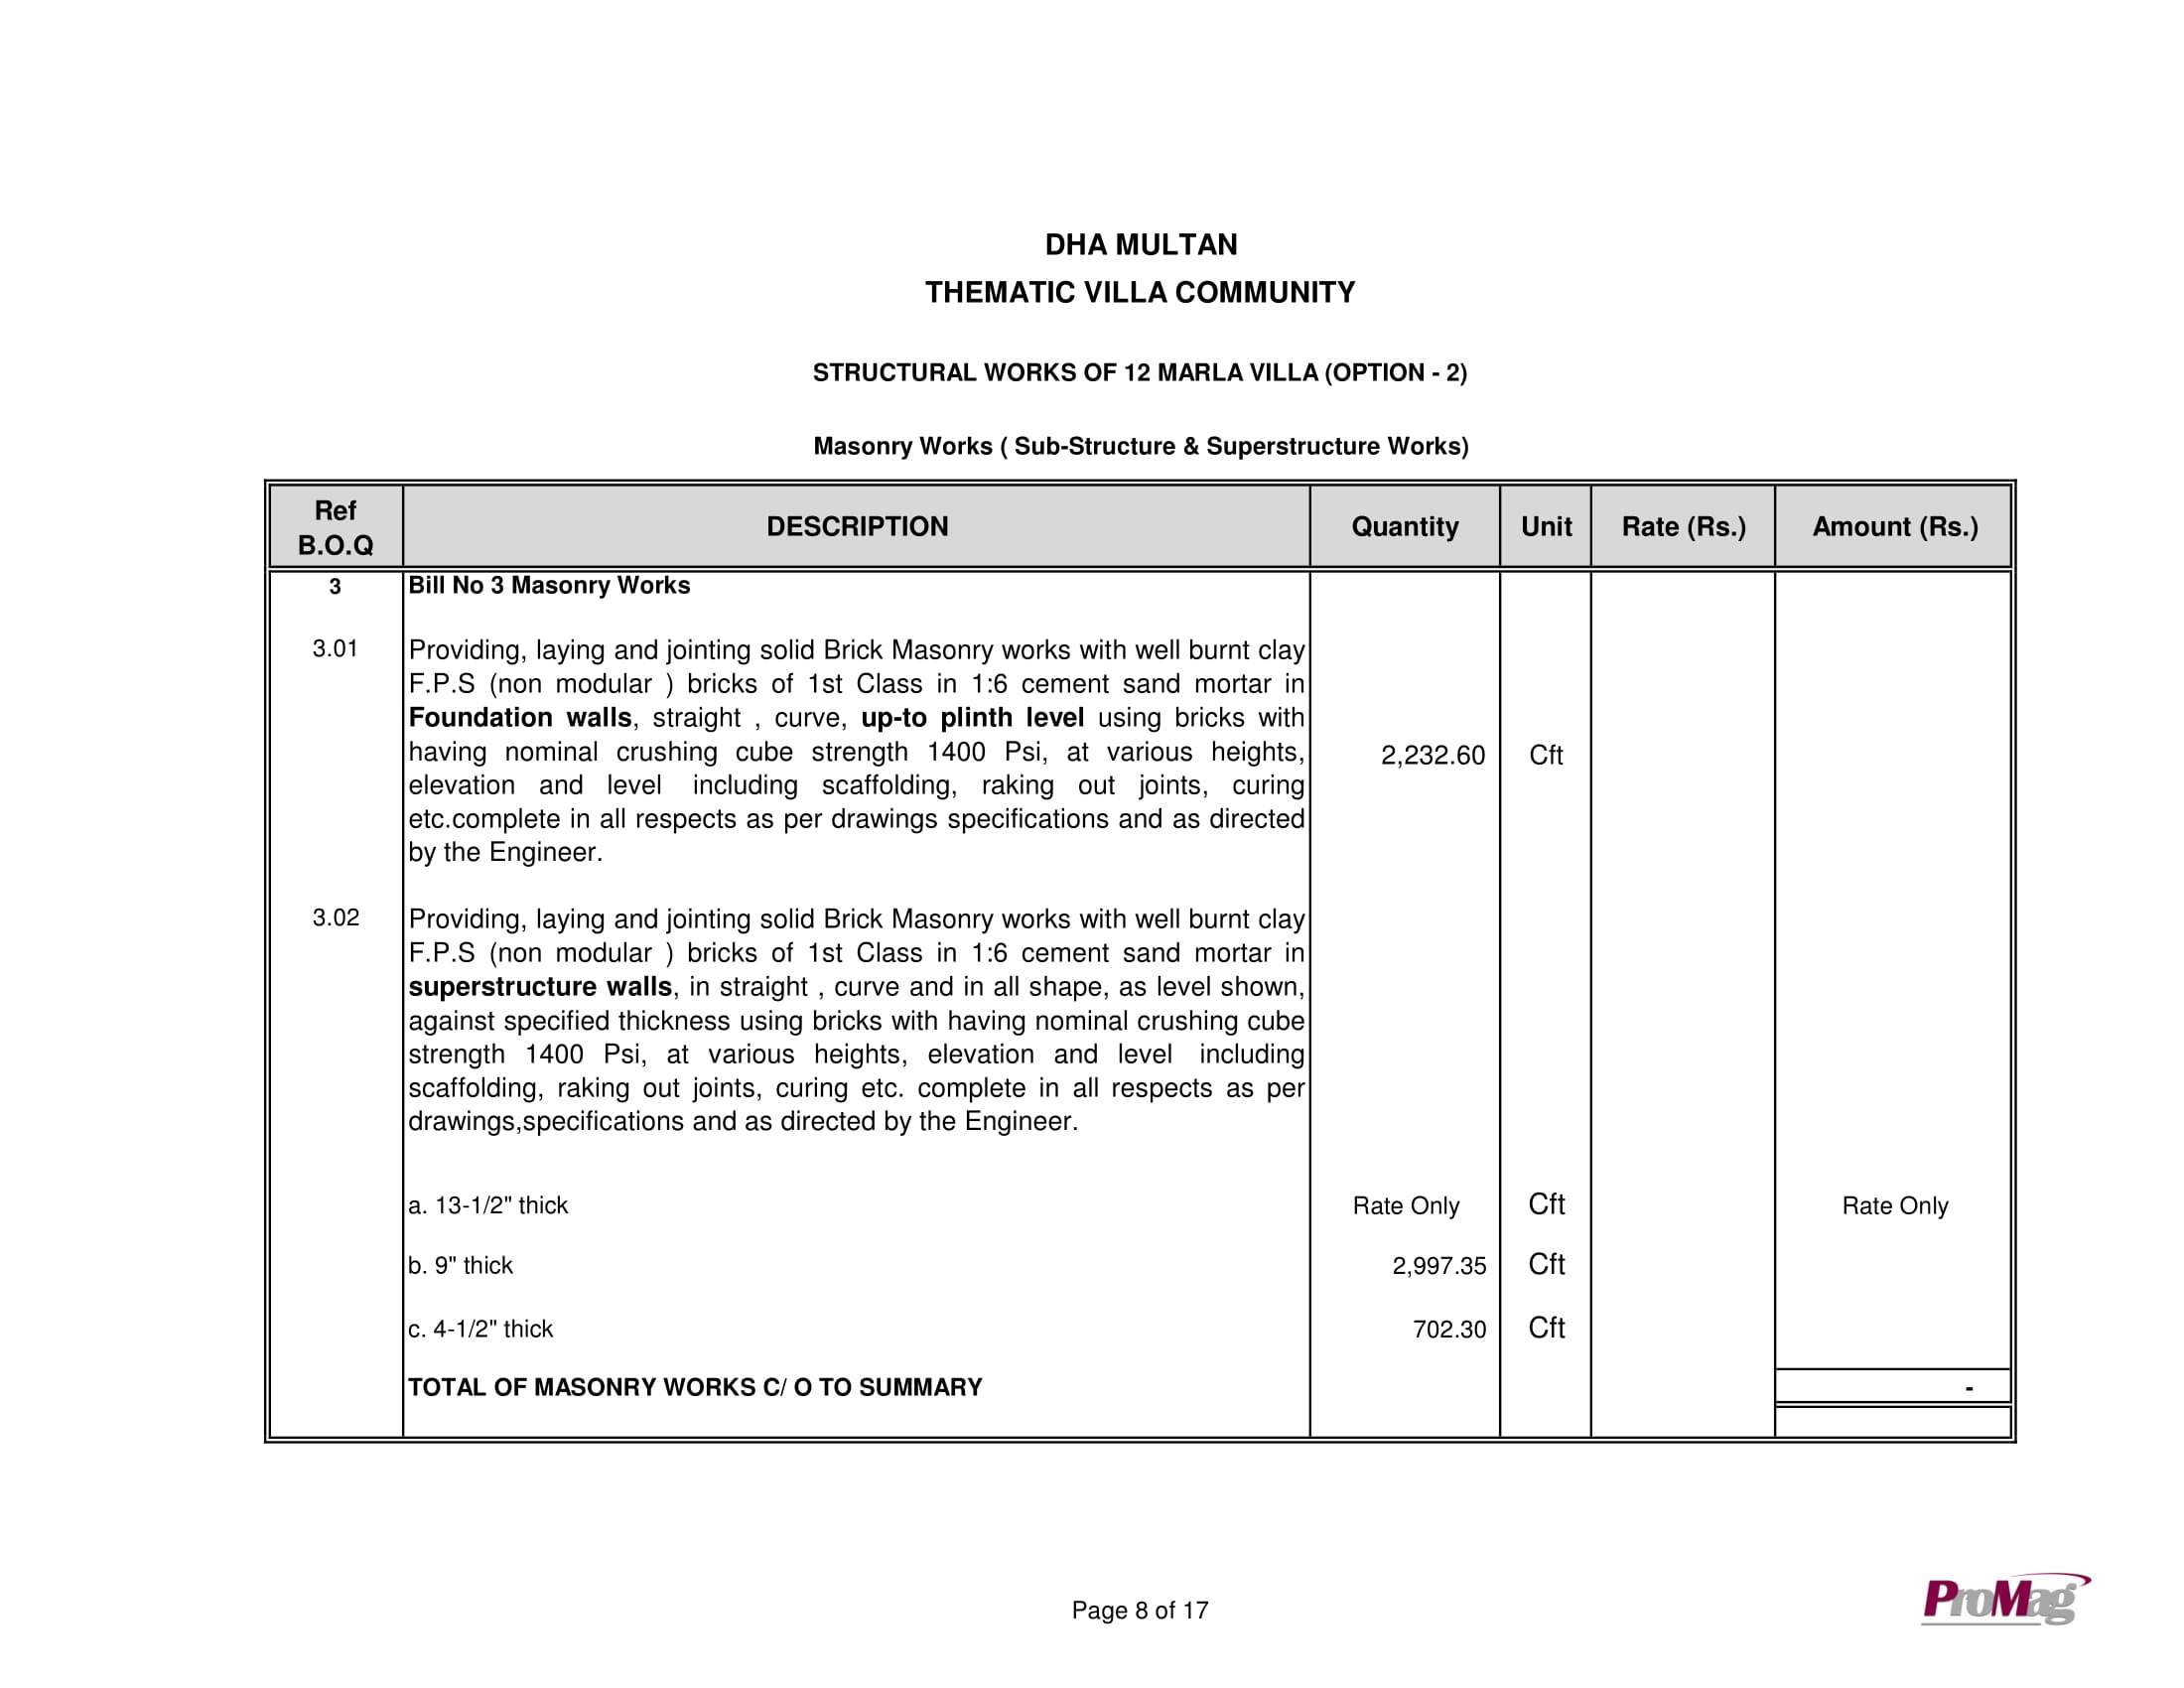 DHA MULTAN
THEMATIC VILLA COMMUNITY
STRUCTURAL WORKS OF 12 MARLA VILLA (OPTION - 2)
Masonry Works ( Sub-Structure & Superstructure Works)
Ref B.O.Q DESCRIPTION Quantity Unit Rate (Rs.) Amount (Rs.)
3 Bill No 3 Masonry Works
3.01 Providing, laying and jointing solid Brick Masonry works with well burnt clay
F.P.S (non modular ) bricks of 1st Class in 1:6 cement sand mortar in
Foundation walls, straight , curve, up-to plinth level using bricks with
having nominal crushing cube strength 1400 Psi, at various heights, 2,232.60 Cft
elevation and level including scaffolding, raking out joints, curing
etc.complete in all respects as per drawings specifications and as directed
by the Engineer.
3.02 Providing, laying and jointing solid Brick Masonry works with well burnt clay
F.P.S (non modular ) bricks of 1st Class in 1:6 cement sand mortar in
superstructure walls, in straight , curve and in all shape, as level shown,
against specified thickness using bricks with having nominal crushing cube
strength 1400 Psi, at various heights, elevation and level including
scaffolding, raking out joints, curing etc. complete in all respects as per
drawings,specifications and as directed by the Engineer.
a. 13-1/2" thick Rate Only Cft Rate Only
b. 9" thick 2,997.35 Cft
c. 4-1/2" thick 702.30 Cft
TOTAL OF MASONRY WORKS C/ O TO SUMMARY -
Page 8 of 17
ProMag